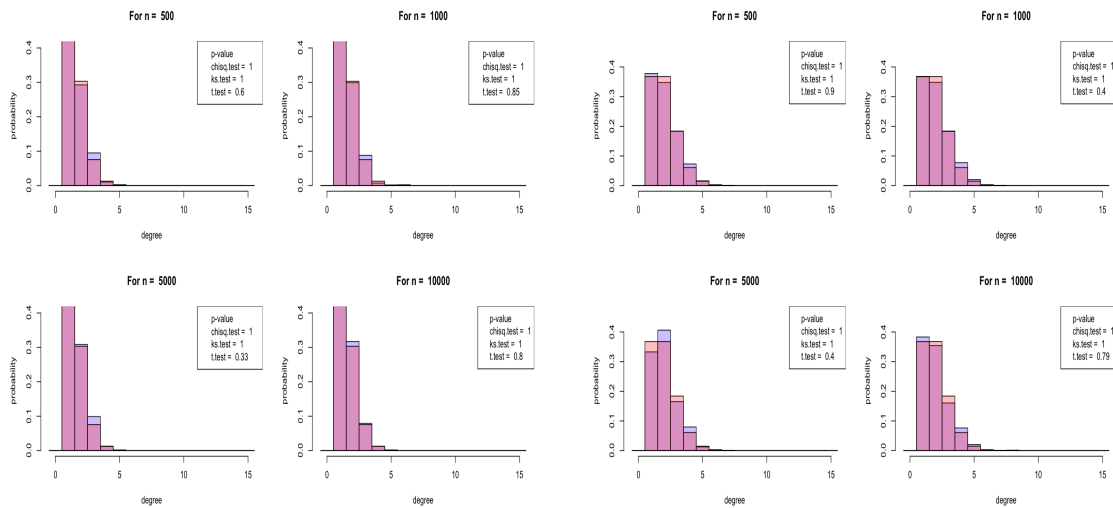 For n = 500
p-value
chisq.test = 1
ks.test = 1
t.test = 0.6
probability
0.0 0.1 0.2 0.3 0.4
0 5 10 15
degree
For n = 1000
p-value
chisq.test = 1
ks.test = 1
t.test = 0.85
probability
0.0 0.1 0.2 0.3 0.4
0 5 10 15
degree
For n = 500
p-value
chisq.test = 1
ks.test = 1
t.test = 0.9
probability
0.0 0.1 0.2 0.3 0.4
0 5 10 15
degree
For n = 1000
p-value
chisq.test = 1
ks.test = 1
t.test = 0.4
probability
0.0 0.1 0.2 0.3 0.4
0 5 10 15
degree
For n = 5000
p-value
chisq.test = 1
ks.test = 1
t.test = 0.33
probability
0.0 0.1 0.2 0.3 0.4
0 5 10 15
degree
For n = 10000
p-value
chisq.test = 1
ks.test = 1
t.test = 0.8
probability
0.0 0.1 0.2 0.3 0.4
0 5 10 15
degree
For n = 5000
p-value
chisq.test = 1
ks.test = 1
t.test = 0.4
probability
0.0 0.1 0.2 0.3 0.4
0 5 10 15
degree
For n = 10000
p-value
chisq.test = 1
ks.test = 1
t.test = 0.79
probability
0.0 0.1 0.2 0.3 0.4
0 5 10 15
degree